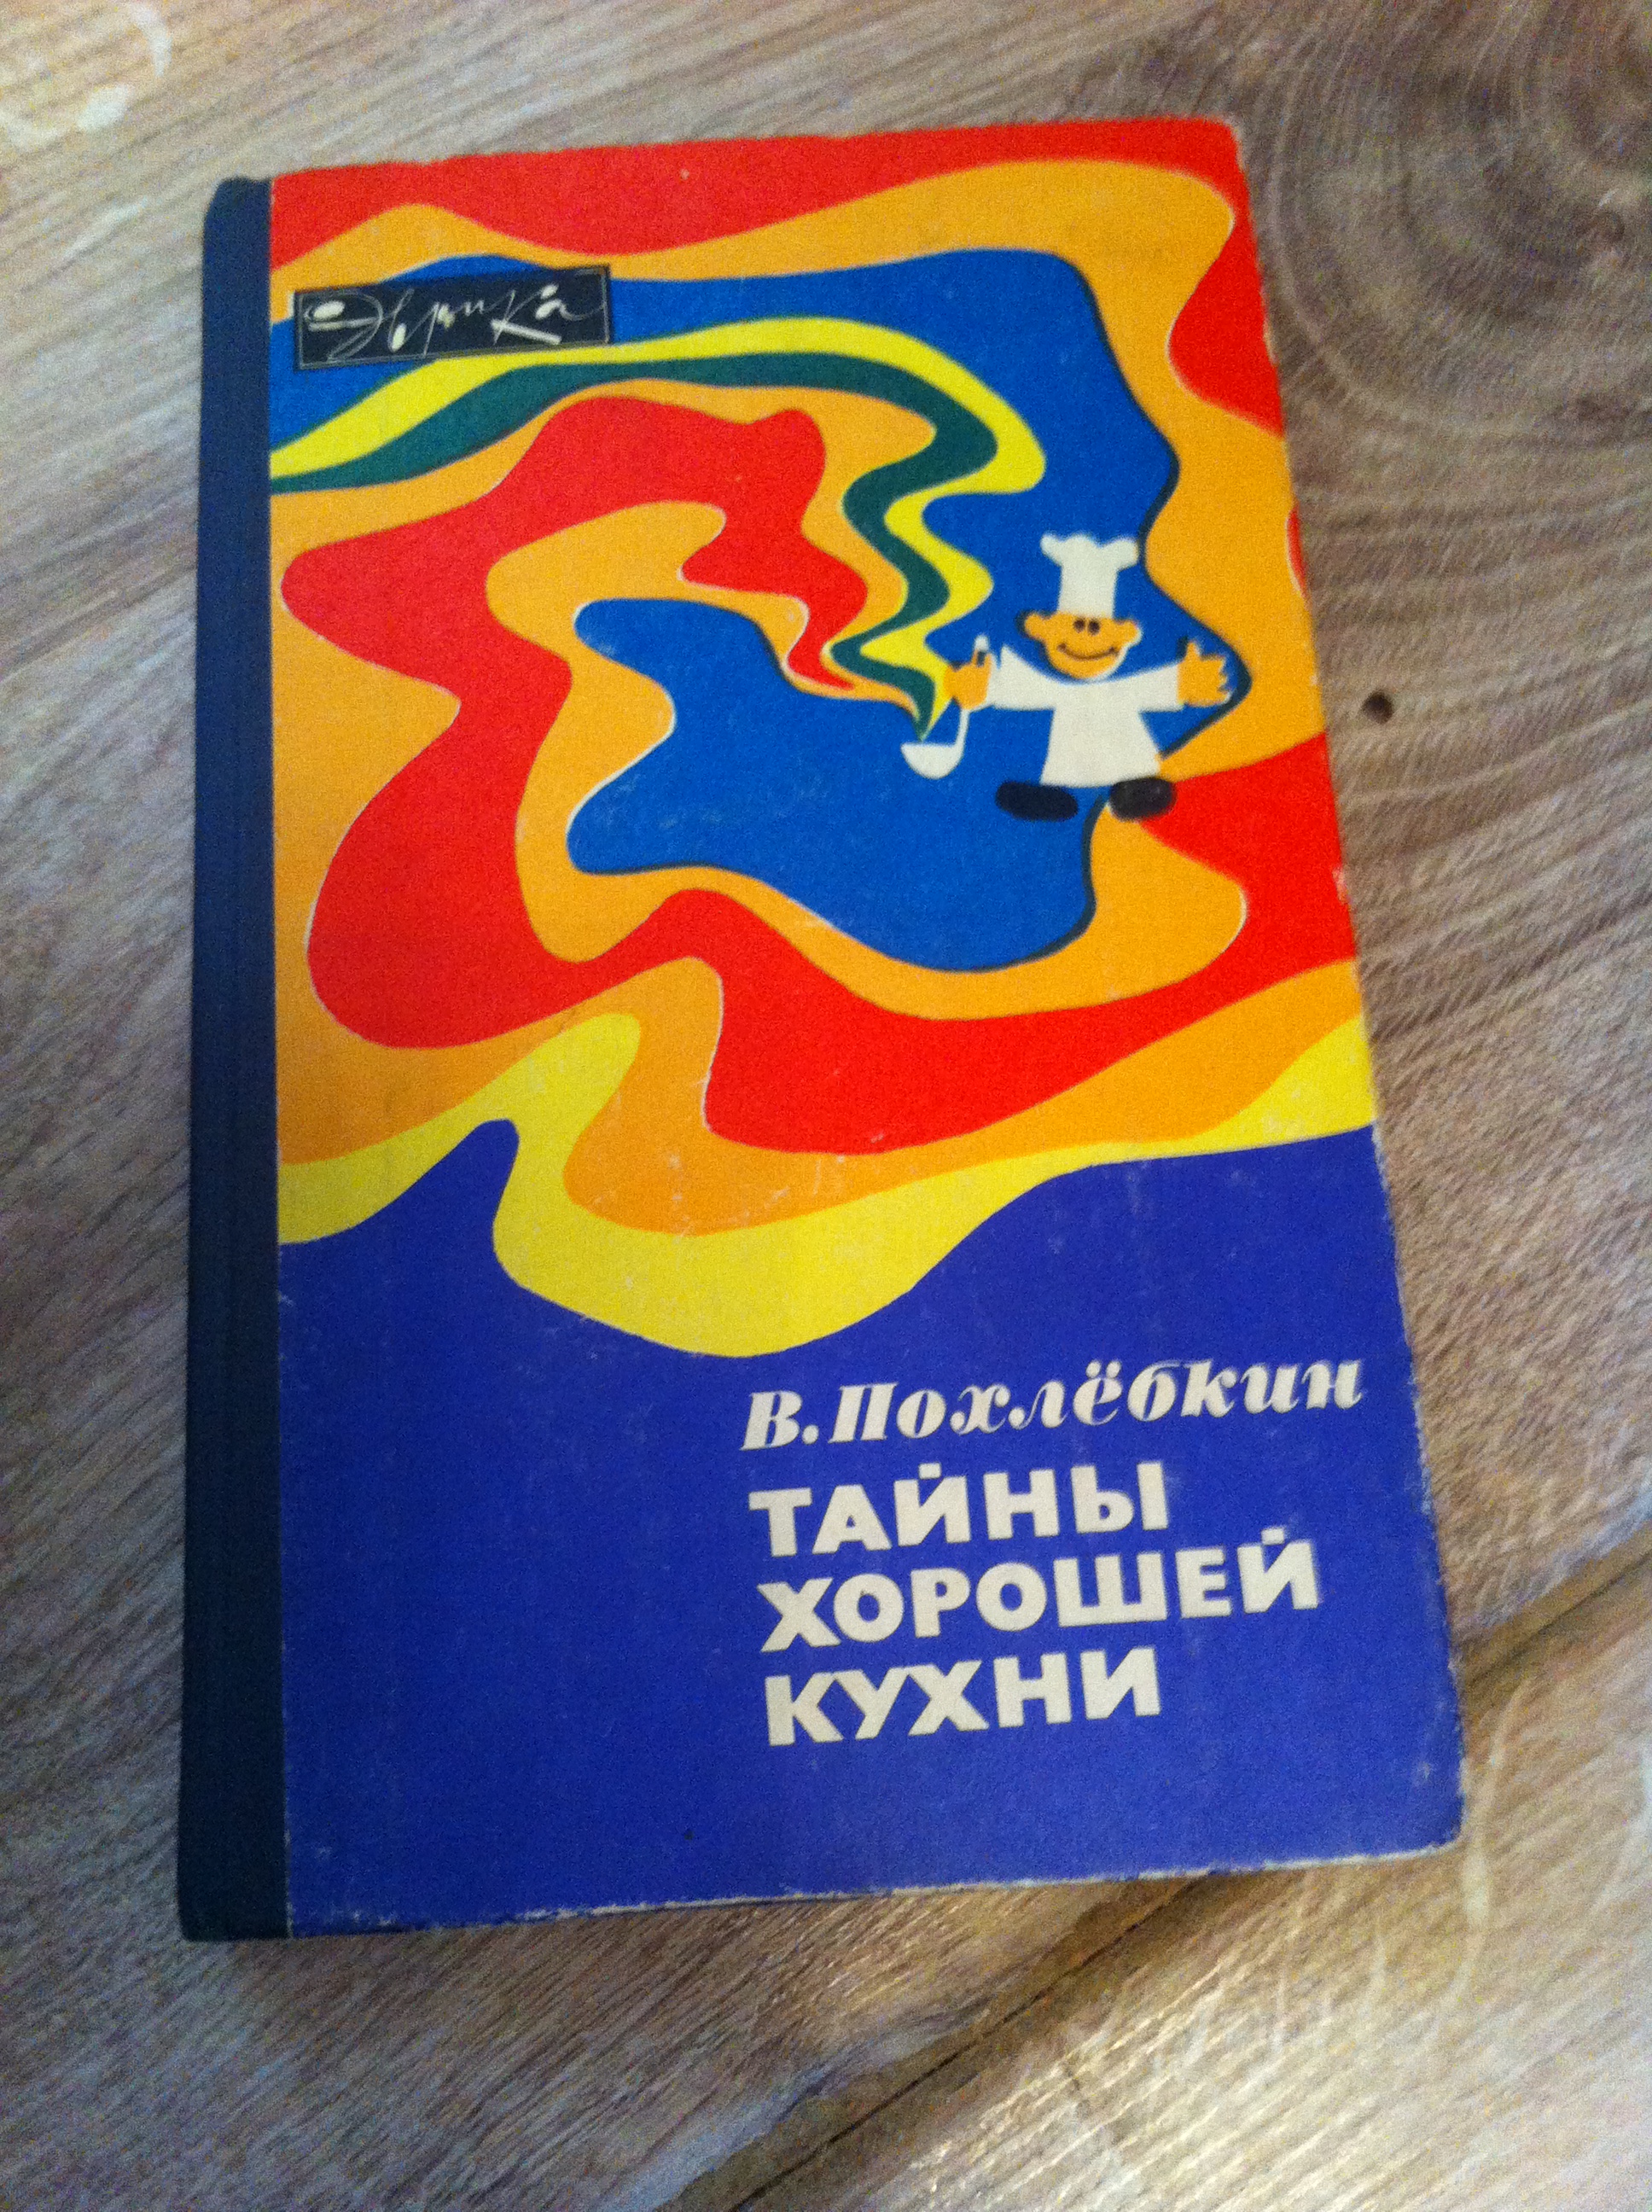 Эврика
В. Похлёбкин
ТАЙНЫ
ХОРОШЕЙ
КУХНИ